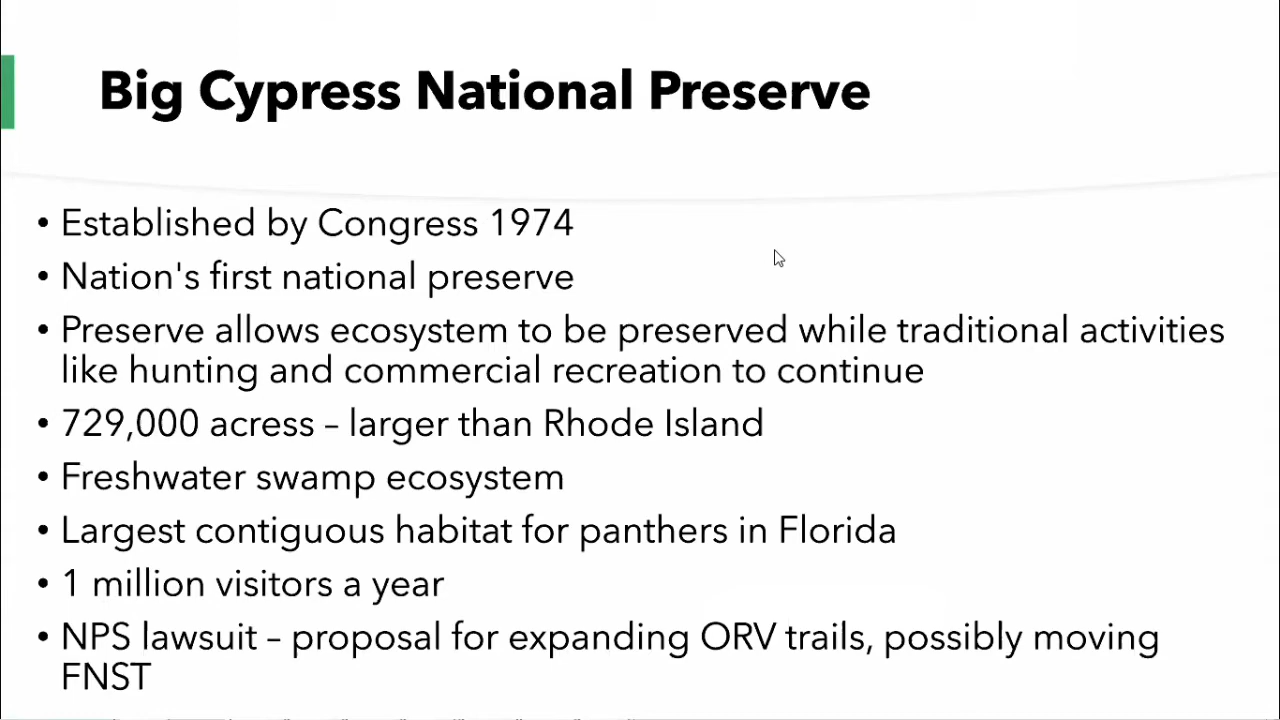 Big Cypress National Preserve
• Established by Congress 1974
• Nation's first national preserve
• Preserve allows ecosystem to be preserved while traditional activities
like hunting and commercial recreation to continue
• 729,000 acress – larger than Rhode Island
• Freshwater swamp ecosystem
• Largest contiguous habitat for panthers in Florida
• 1 million visitors a year
• NPS lawsuit – proposal for expanding ORV trails, possibly moving
FNST